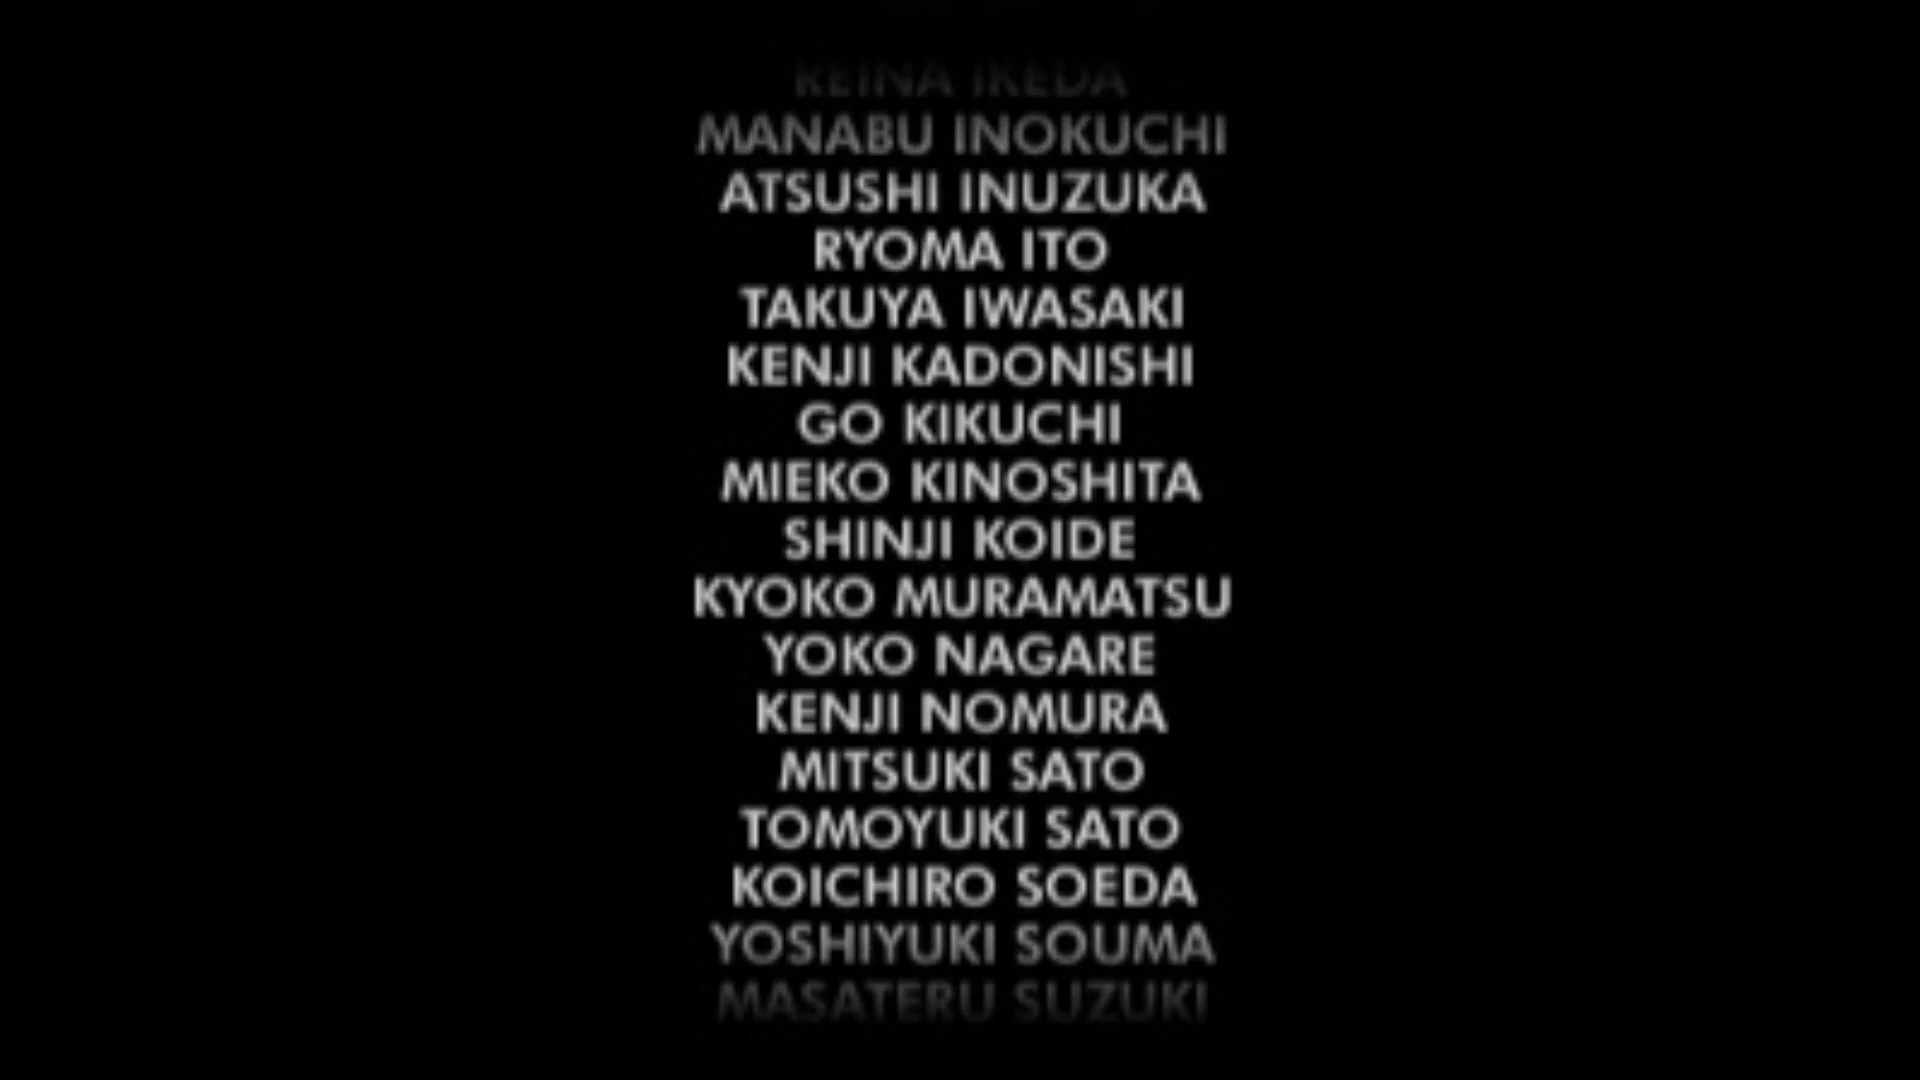 REINA IKEDA
MANABU INOKUCHI
ATSUSHI INUZUKA
RYOMA ITO
TAKUYA IWASAKI
KENJI KADONISHI
GO KIKUCHI
MIEKO KINOSHITA
SHINJI KOIDE
KYOKO MURAMATSU
YOKO NAGARE
KENJI NOMURA
MITSUKI SATO
TOMOYUKI SATO
KOICHIRO SOEDA
YOSHIYUKI SOUMA
MASATERU SUZUKI